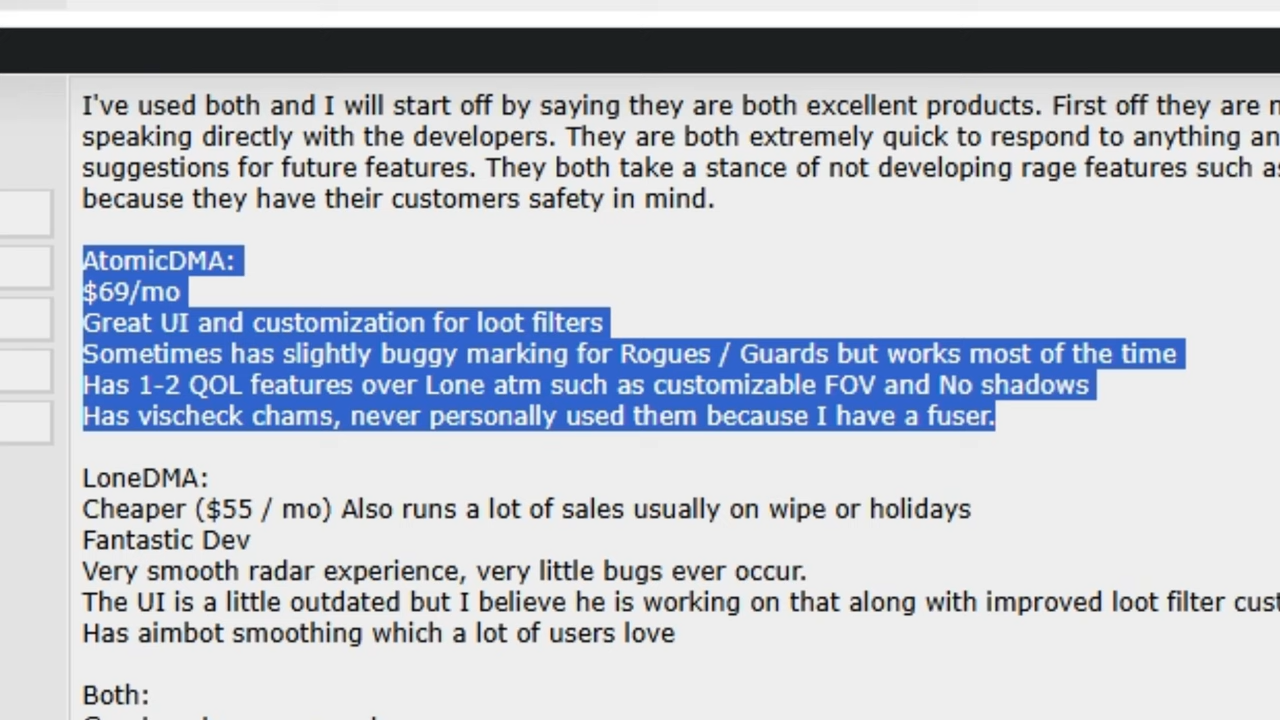 I've used both and I will start off by saying they are both excellent products. First off they are
speaking directly with the developers. They are both extremely quick to respond to anything
suggestions for future features. They both take a stance of not developing rage features such
because they have their customers safety in mind.
AtomicDMA:
$69/mo
Great UI and customization for loot filters
Sometimes has slightly buggy marking for Rogues / Guards but works most of the time
Has 1-2 QOL features over Lone atm such as customizable FOV and No shadows
Has vischeck chams, never personally used them because I have a fuser.
LoneDMA:
Cheaper ($55 / mo) Also runs a lot of sales usually on wipe or holidays
Fantastic Dev
Very smooth radar experience, very little bugs ever occur.
The UI is a little outdated but I believe he is working on that along with improved loot filter
Has aimbot smoothing which a lot of users love
Both: